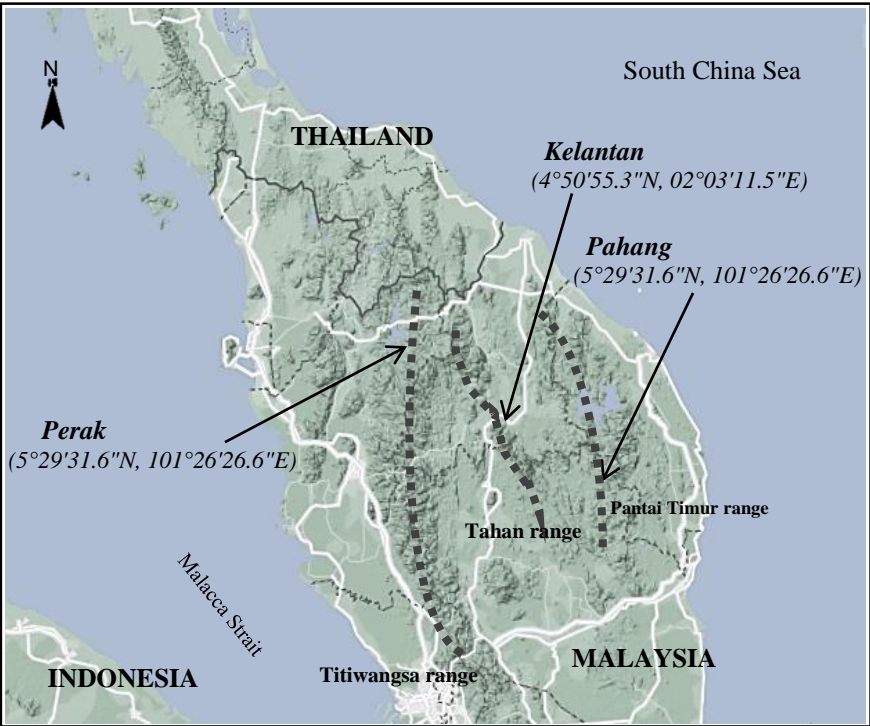 N
South China Sea
THAILAND
Kelantan
(4°50'55.3"N, 02°03'11.5"E)
Pahang
(5°29'31.6"N, 101°26'26.6"E)
Perak
(5°29'31.6"N, 101°26'26.6"E)
Pantai Timur range
Tahan range
Malacca Strait
Titiwangsa range
MALAYSIA
INDONESIA